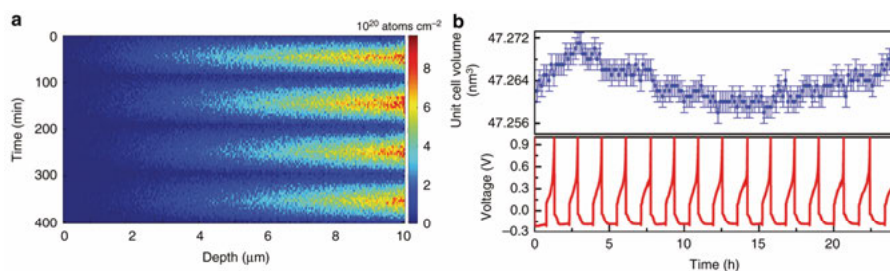 a
10²⁰ atoms cm⁻²
0
100
200
300
400
Time (min)
0 2 4 6 8 10
Depth (μm)
8
6
4
2
0
b
47.272
47.264
47.256
Unit cell volume
(nm³)
0.9
0.6
0.3
0.0
−0.3
Voltage (V)
0 5 10 15 20
Time (h)